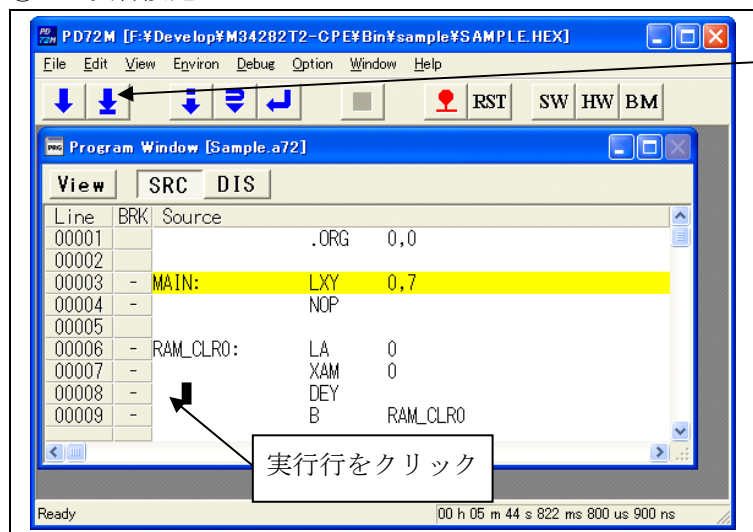 PD72M [F:¥Develop¥M34282T2-CPE¥Bin¥sample¥SAMPLE.HEX]
File Edit View Environ Debug Option Window Help
RST SW HW BM
Program Window [Sample.a72]
View SRC DIS
Line BRK Source
00001 .ORG 0,0
00002
00003 - MAIN: LXY 0,7
00004 - NOP
00005
00006 - RAM_CLR0: LA 0
00007 - XAM 0
00008 - DEY
00009 - B RAM_CLR0
実行行をクリック
Ready 00 h 05 m 44 s 822 ms 800 us 900 ns